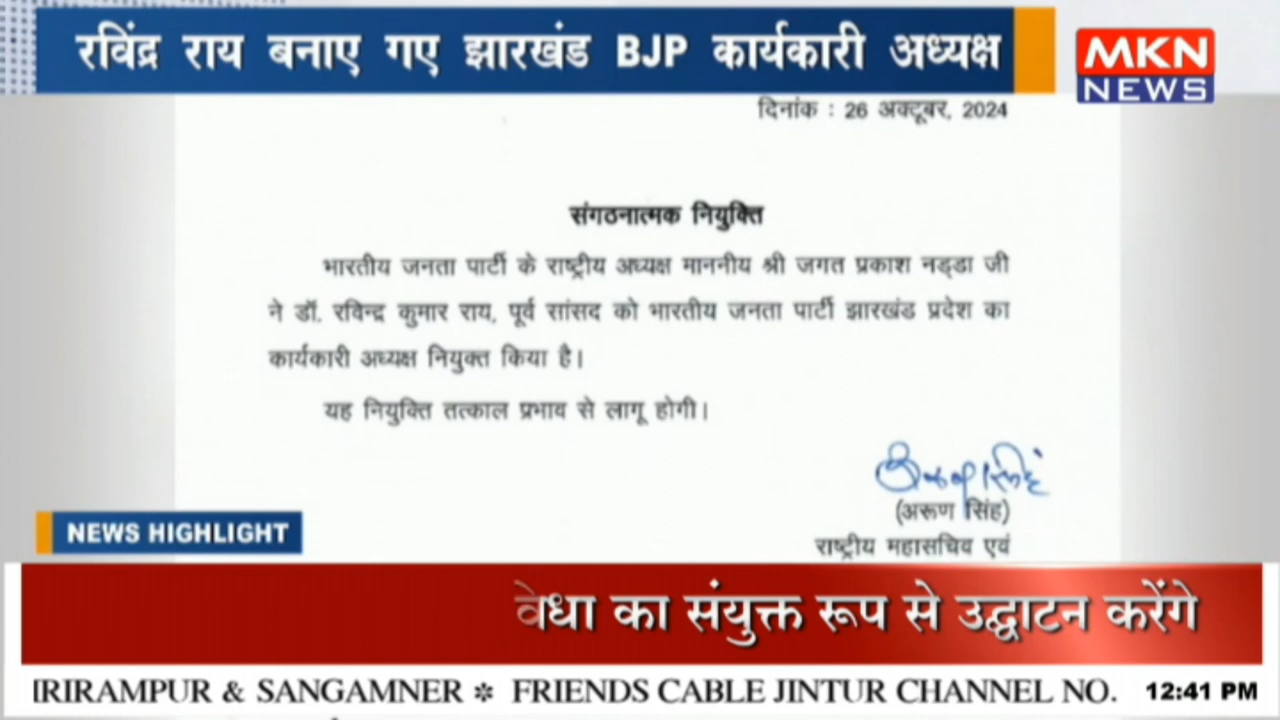 रविंद्र राय बनाए गए झारखंड BJP कार्यकारी अध्यक्ष
MKN
NEWS
दिनांक : 26 अक्टूबर, 2024
संगठनात्मक नियुक्ति
भारतीय जनता पार्टी के राष्ट्रीय अध्यक्ष माननीय श्री जगत प्रकाश नड्डा जी
ने डॉ. रविन्द्र कुमार राय, पूर्व सांसद को भारतीय जनता पार्टी झारखंड प्रदेश का
कार्यकारी अध्यक्ष नियुक्त किया है।
यह नियुक्ति तत्काल प्रभाव से लागू होगी।
(अरूण सिंह)
राष्ट्रीय महासचिव एवं
NEWS HIGHLIGHT
वेधा का संयुक्त रूप से उद्घाटन करेंगे
RIRAMPUR & SANGAMNER * FRIENDS CABLE JINTUR CHANNEL NO.
12:41 PM